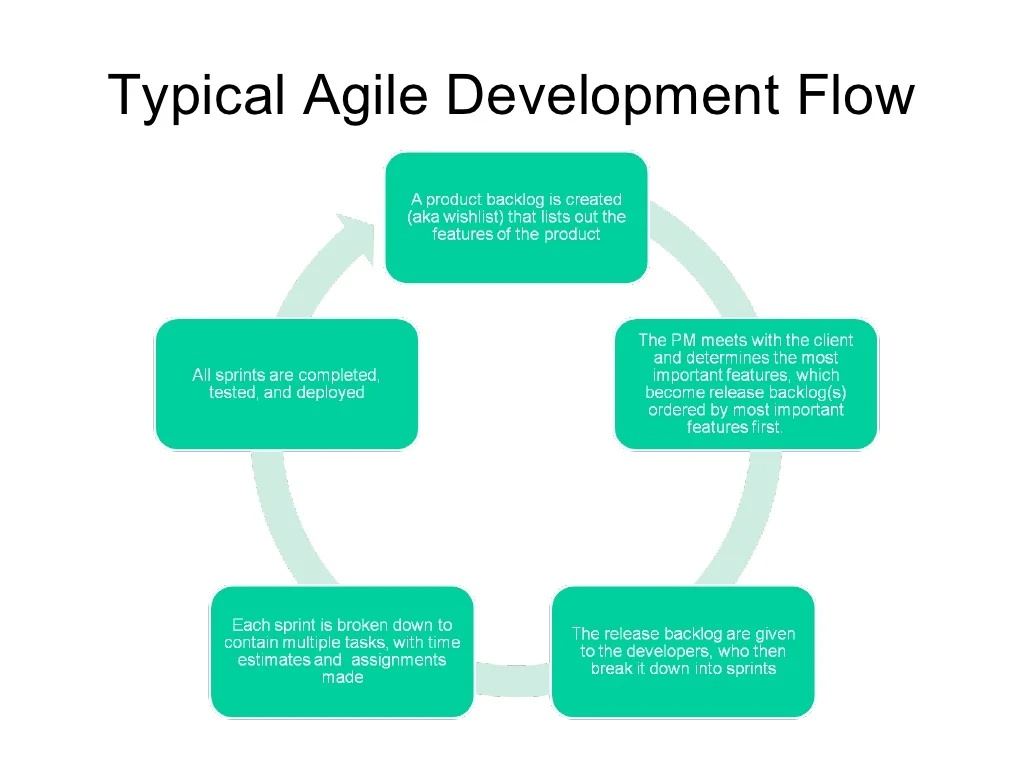 Typical Agile Development Flow
A product backlog is created
(aka wishlist) that lists out the
features of the product
The PM meets with the client
and determines the most
important features, which
become release backlog(s)
ordered by most important
features first.
The release backlog are given
to the developers, who then
break it down into sprints
Each sprint is broken down to
contain multiple tasks, with time
estimates and assignments
made
All sprints are completed,
tested, and deployed